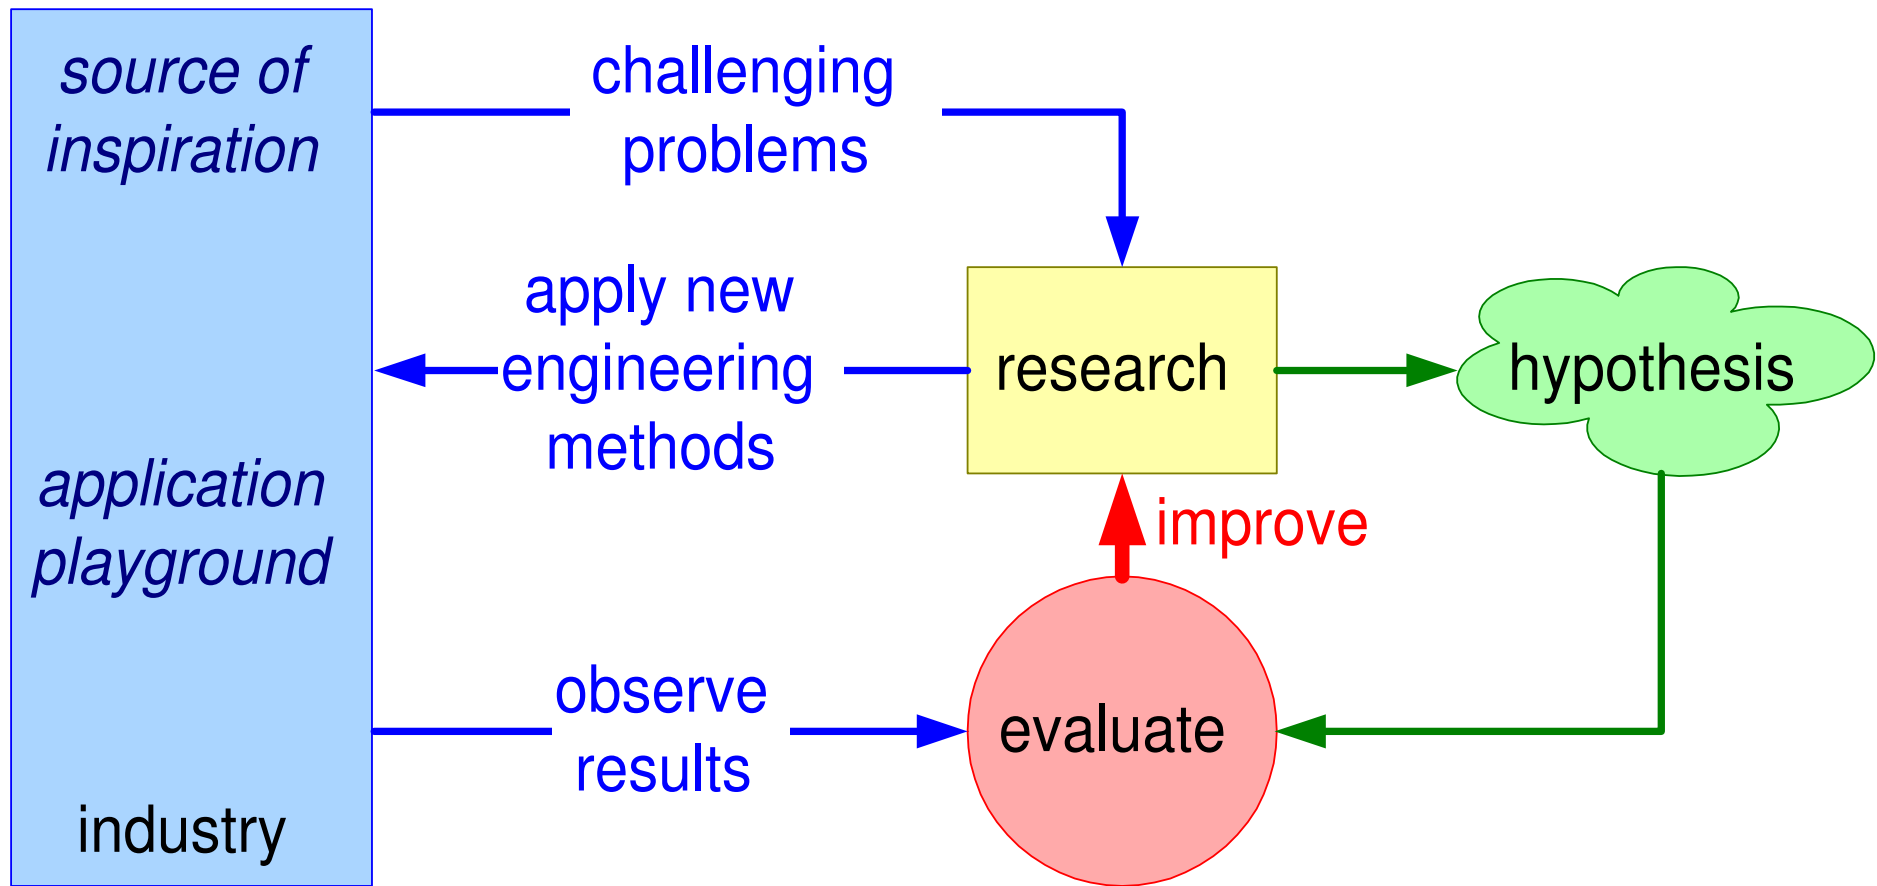 source of
inspiration
challenging
problems
apply new
engineering
methods
research
hypothesis
application
playground
improve
observe
results
evaluate
industry